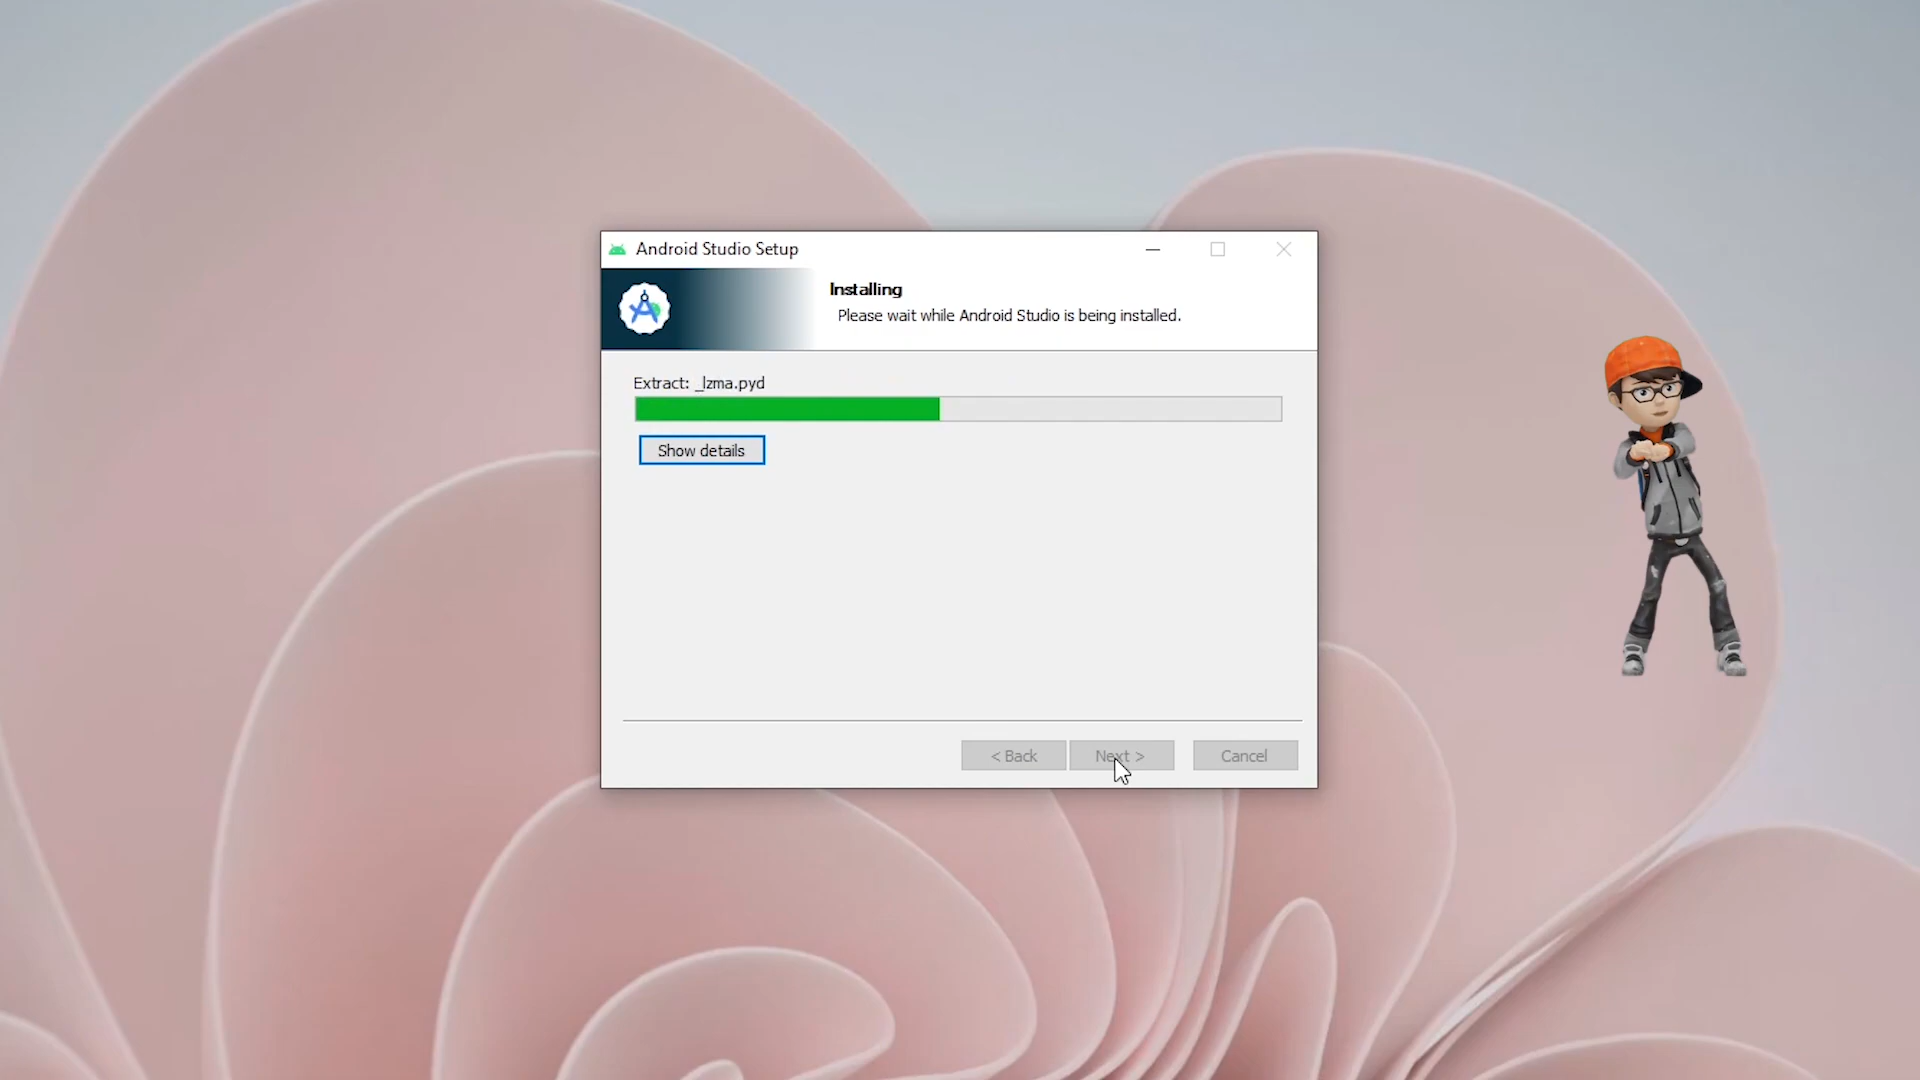 Android Studio Setup
Installing
Please wait while Android Studio is being installed.
Extract: _lzma.pyd
Show details
< Back
Next >
Cancel